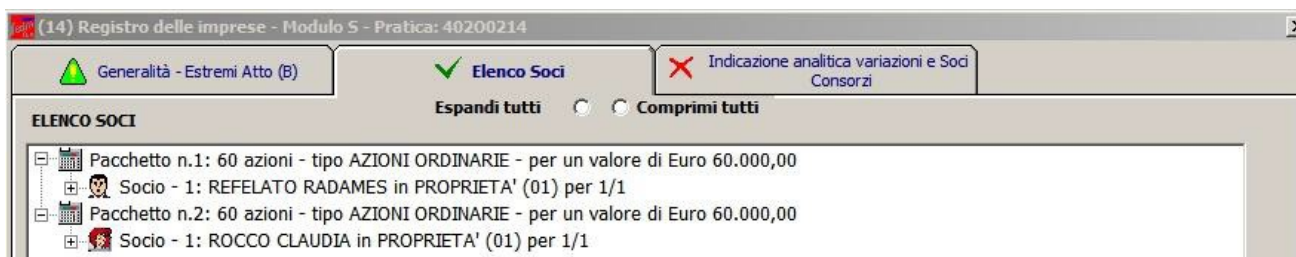 (14) Registro delle imprese - Modulo S - Pratica: 402O0214
Generalità - Estremi Atto (B)
Elenco Soci
Indicazione analitica variazioni e Soci
Consorzi
Espandi tutti
Comprimi tutti
ELENCO SOCI
Pacchetto n.1: 60 azioni - tipo AZIONI ORDINARIE - per un valore di Euro 60.000,00
Socio - 1: REFELATO RADAMES in PROPRIETA' (01) per 1/1
Pacchetto n.2: 60 azioni - tipo AZIONI ORDINARIE - per un valore di Euro 60.000,00
Socio - 1: ROCCO CLAUDIA in PROPRIETA' (01) per 1/1